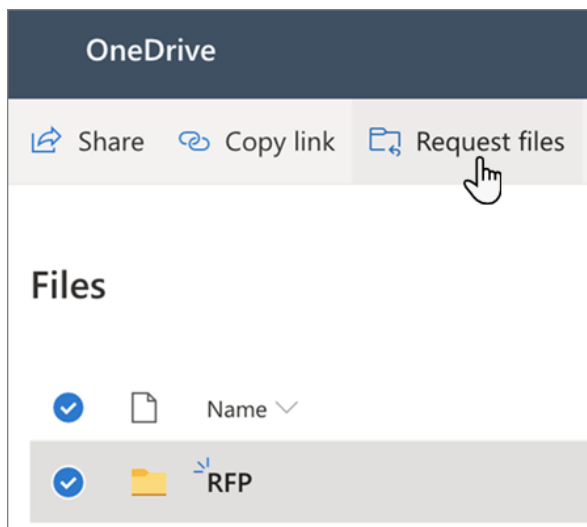 OneDrive
Share Copy link Request files
Files
Name
RFP